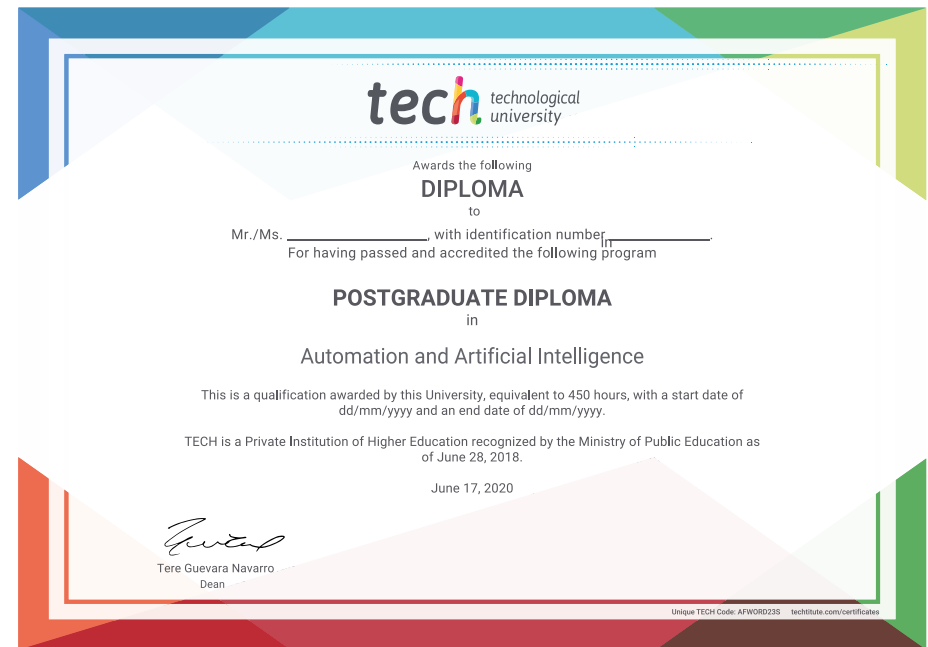 tech technological
university
Awards the following
DIPLOMA
to
Mr./Ms. ____________, with identification number ____________.
In
For having passed and accredited the following program
POSTGRADUATE DIPLOMA
in
Automation and Artificial Intelligence
This is a qualification awarded by this University, equivalent to 450 hours, with a start date of
dd/mm/yyyy and an end date of dd/mm/yyyy.
TECH is a Private Institution of Higher Education recognized by the Ministry of Public Education as
of June 28, 2018.
June 17, 2020
Tere Guevara Navarro
Dean
Unique TECH Code: AFWORD23S techtitute.com/certificates